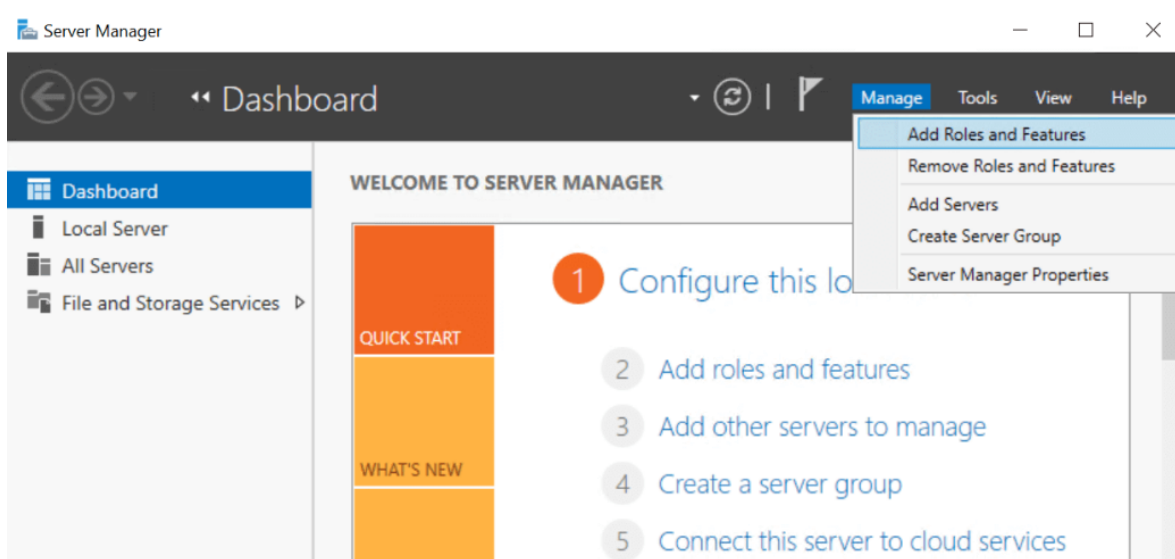 Server Manager
Dashboard
Manage Tools View Help
Add Roles and Features
Remove Roles and Features
Add Servers
Create Server Group
Server Manager Properties
Dashboard
Local Server
All Servers
File and Storage Services
WELCOME TO SERVER MANAGER
QUICK START
WHAT'S NEW
1 Configure this lo
2 Add roles and features
3 Add other servers to manage
4 Create a server group
5 Connect this server to cloud services